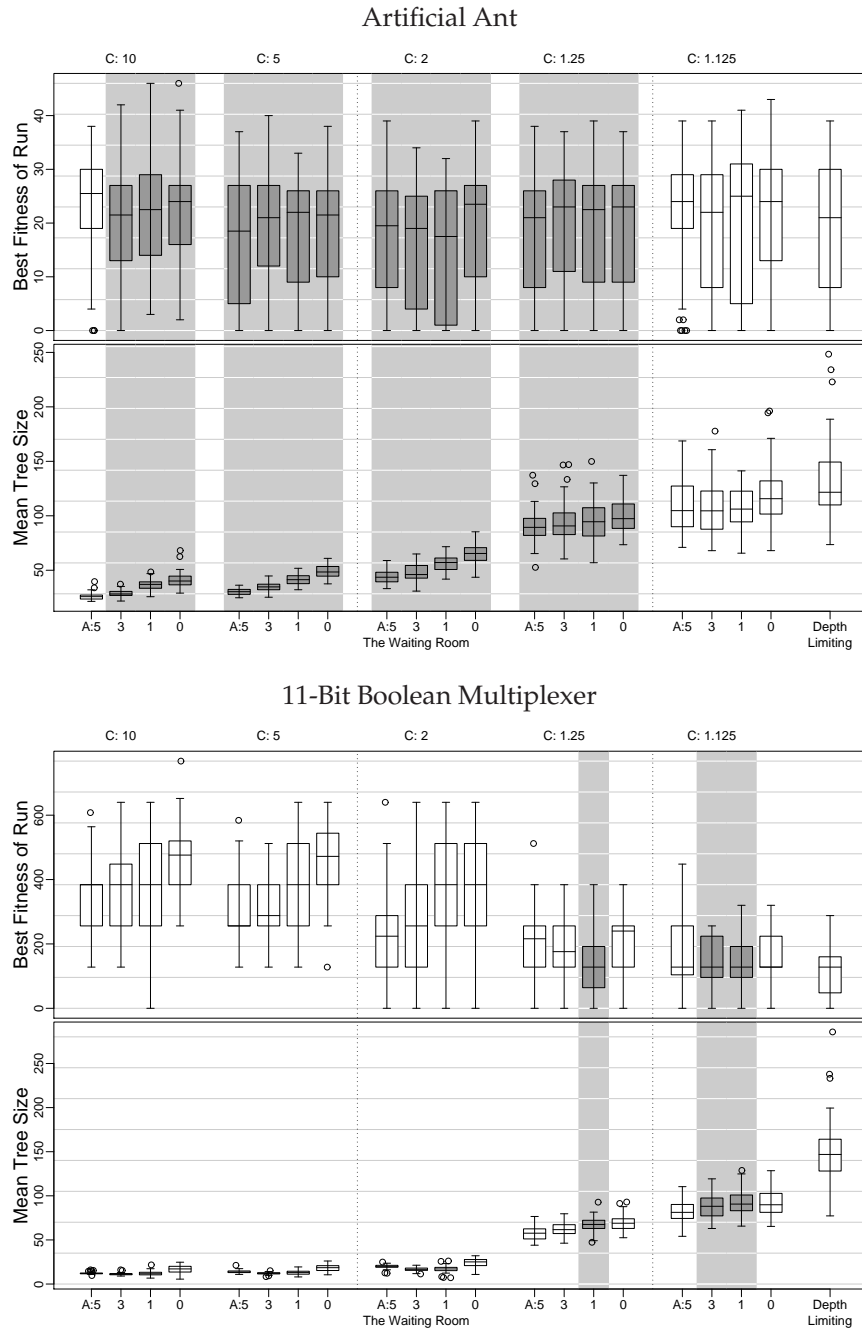 Artificial Ant
C: 10 C: 5 C: 2 C: 1.25 C: 1.125
Best Fitness of Run
40
30
20
10
0
Mean Tree Size
250
200
150
100
50
A:5 3 1 0 A:5 3 1 0 A:5 3 1 0 A:5 3 1 0 A:5 3 1 0 Depth
The Waiting Room Limiting
11-Bit Boolean Multiplexer
C: 10 C: 5 C: 2 C: 1.25 C: 1.125
Best Fitness of Run
600
400
200
0
Mean Tree Size
250
200
150
100
50
0
A:5 3 1 0 A:5 3 1 0 A:5 3 1 0 A:5 3 1 0 A:5 3 1 0 Depth
The Waiting Room Limiting